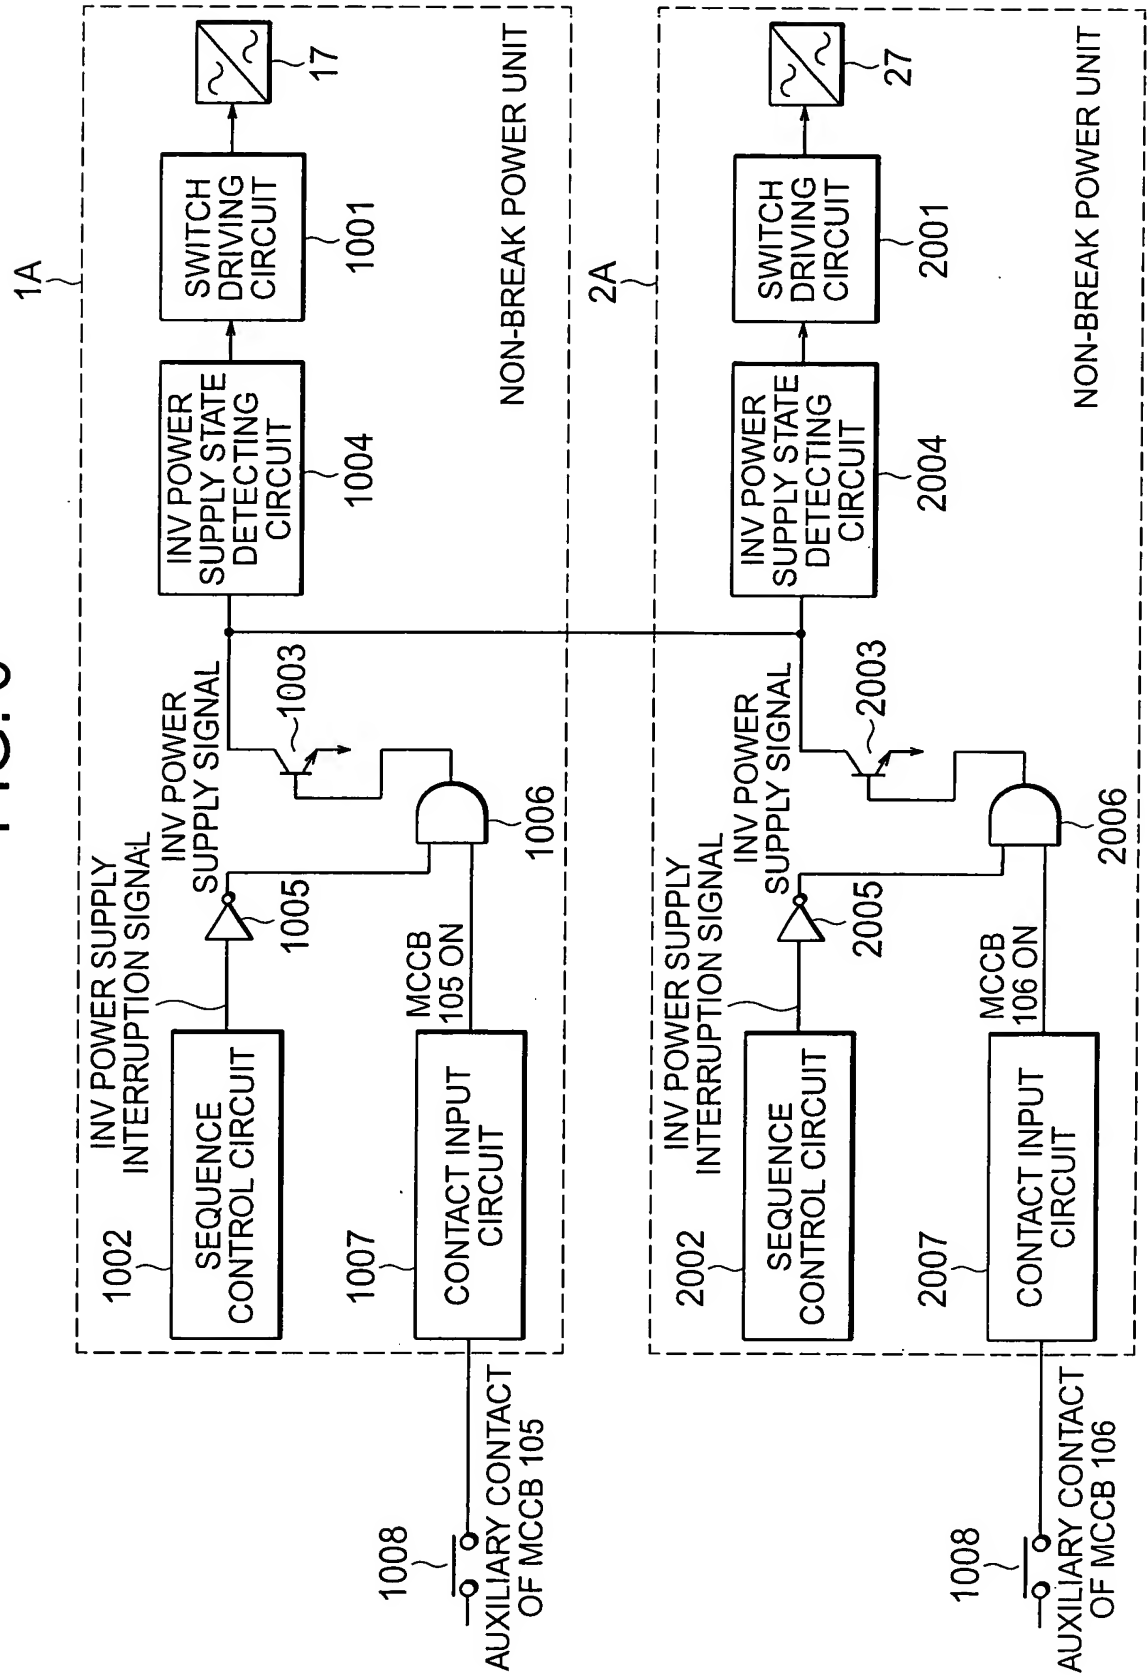 FIG.
1A
1002
SEQUENCE
CONTROL CIRCUIT
INV POWER SUPPLY
INTERRUPTION SIGNAL
1005
INV POWER
SUPPLY SIGNAL
1003
INV POWER
SUPPLY STATE
DETECTING
CIRCUIT
1004
SWITCH
DRIVING
CIRCUIT
1001
17
1008
AUXILIARY CONTACT
OF MCCB 105
1007
CONTACT INPUT
CIRCUIT
MCCB
105 ON
1006
NON-BREAK POWER UNIT
2A
2002
SEQUENCE
CONTROL CIRCUIT
INV POWER SUPPLY
INTERRUPTION SIGNAL
2005
INV POWER
SUPPLY SIGNAL
2003
INV POWER
SUPPLY STATE
DETECTING
CIRCUIT
2004
SWITCH
DRIVING
CIRCUIT
2001
27
1008
AUXILIARY CONTACT
OF MCCB 106
2007
CONTACT INPUT
CIRCUIT
MCCB
106 ON
2006
NON-BREAK POWER UNIT